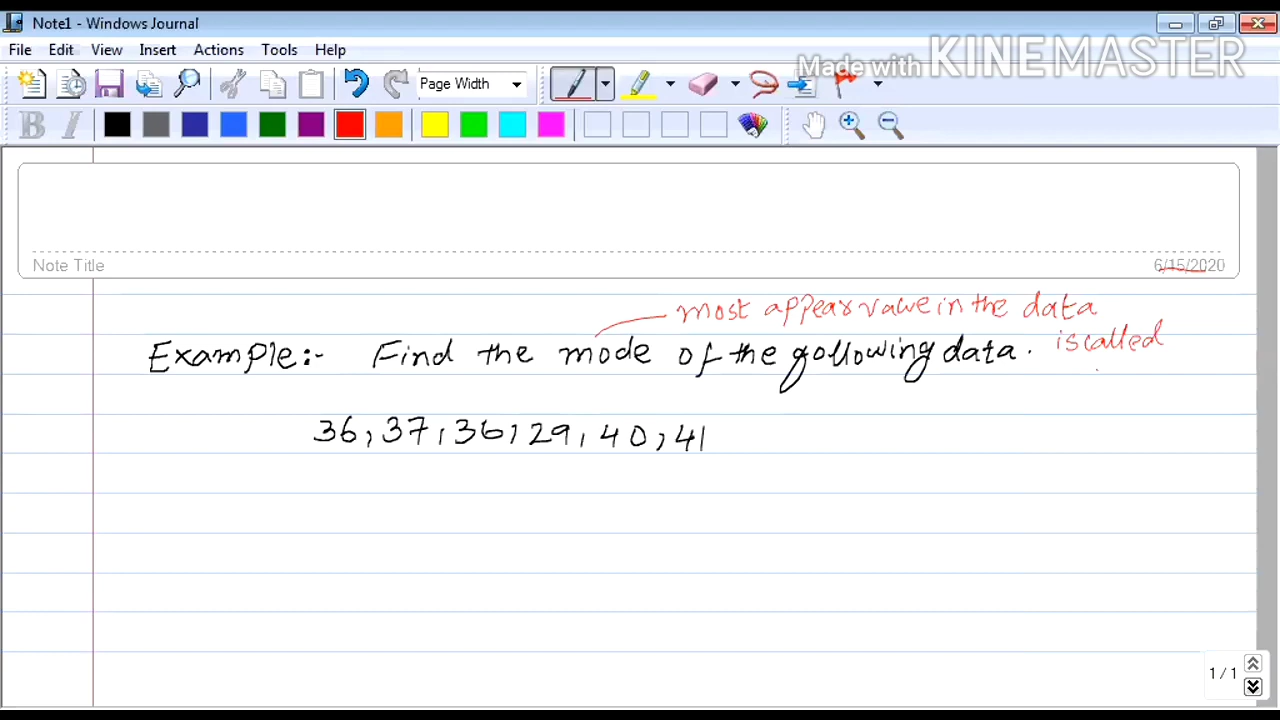 Note1 - Windows Journal
File Edit View Insert Actions Tools Help
Made with KINEMASTER
Page Width
B I
Note Title
6/15/2020
most appear value in the data
Example:- Find the mode of the following data. is called
36, 37, 36, 29, 40, 41
1 / 1